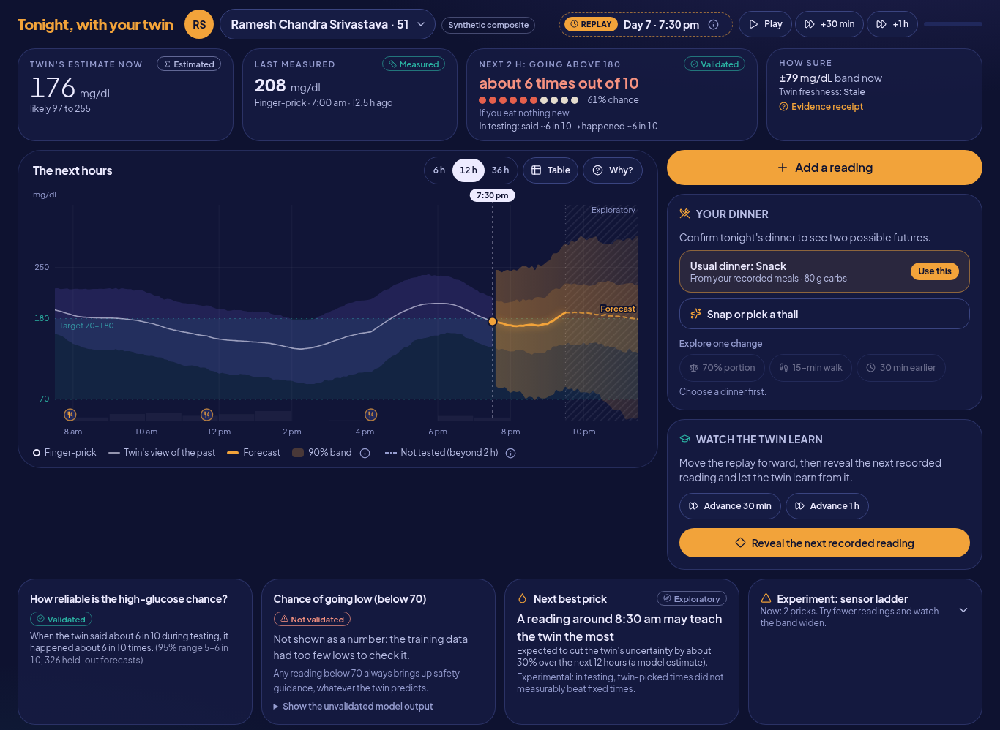 Tonight, with your twin
RS
Ramesh Chandra Srivastava · 51
Synthetic composite
REPLAY
Day 7 · 7:30 pm
Play
+30 min
+1 h
TWIN'S ESTIMATE NOW
Estimated
176 mg/dL
likely 97 to 255
LAST MEASURED
Measured
208 mg/dL
Finger-prick · 7:00 am · 12.5 h ago
NEXT 2 H: GOING ABOVE 180
Validated
about 6 times out of 10
61% chance
If you eat nothing new
In testing: said ~6 in 10 → happened ~6 in 10
HOW SURE
±79 mg/dL band now
Twin freshness: Stale
Evidence receipt
The next hours
6 h
12 h
36 h
Table
Why?
mg/dL
7:30 pm
Exploratory
250
180
Target 70–180
Forecast
70
8 am
10 am
12 pm
2 pm
4 pm
6 pm
8 pm
10 pm
Finger-prick
Twin's view of the past
Forecast
90% band
Not tested (beyond 2 h)
Add a reading
YOUR DINNER
Confirm tonight's dinner to see two possible futures.
Usual dinner: Snack
From your recorded meals · 80 g carbs
Use this
Snap or pick a thali
Explore one change
70% portion
15-min walk
30 min earlier
Choose a dinner first.
WATCH THE TWIN LEARN
Move the replay forward, then reveal the next recorded
reading and let the twin learn from it.
Advance 30 min
Advance 1 h
Reveal the next recorded reading
How reliable is the high-glucose chance?
Validated
When the twin said about 6 in 10 during testing, it
happened about 6 in 10 times. (95% range 5–6 in
10; 326 held-out forecasts)
Chance of going low (below 70)
Not validated
Not shown as a number: the training data
had too few lows to check it.
Any reading below 70 always brings up safety
guidance, whatever the twin predicts.
Show the unvalidated model output
Next best prick
Exploratory
A reading around 8:30 am may teach
the twin the most
Expected to cut the twin's uncertainty by about
30% over the next 12 hours (a model estimate).
Experimental: in testing, twin-picked times did not
measurably beat fixed times.
Experiment: sensor ladder
Now: 2 pricks. Try fewer readings and watch
the band widen.